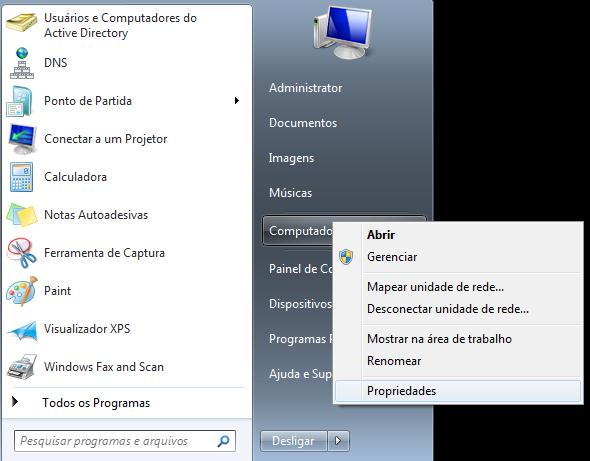 Usuários e Computadores do
Active Directory
DNS
Ponto de Partida
Conectar a um Projetor
Calculadora
Notas Autoadesivas
Ferramenta de Captura
Paint
Visualizador XPS
Windows Fax and Scan
Todos os Programas
Pesquisar programas e arquivos
Administrator
Documentos
Imagens
Músicas
Computado
Painel de Co
Dispositivos
Programas P
Ajuda e Sup
Desligar
Abrir
Gerenciar
Mapear unidade de rede...
Desconectar unidade de rede...
Mostrar na área de trabalho
Renomear
Propriedades